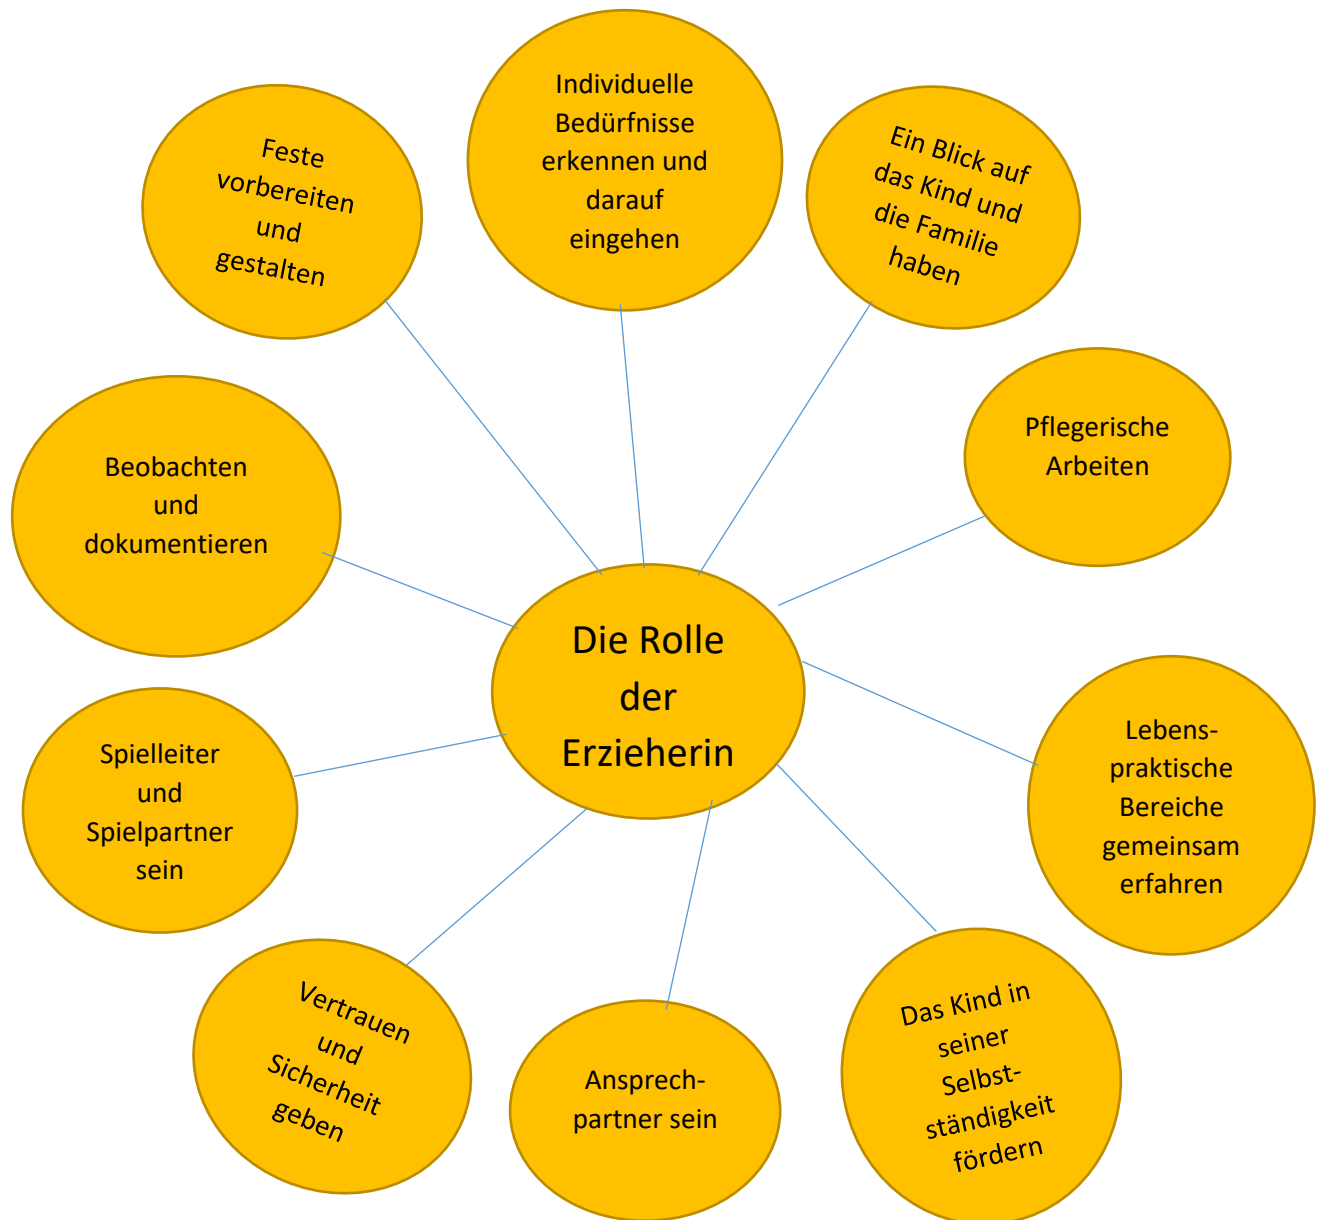 Individuelle
Bedürfnisse
erkennen und
darauf
eingehen
Ein Blick auf
das Kind und
die Familie
haben
Pflegerische
Arbeiten
Lebens-
praktische
Bereiche
gemeinsam
erfahren
Das Kind in
seiner
Selbst-
ständigkeit
fördern
Ansprech-
partner sein
Vertrauen
und
Sicherheit
geben
Spielleiter
und
Spielpartner
sein
Beobachten
und
dokumentieren
Feste
vorbereiten
und
gestalten
Die Rolle
der
Erzieherin